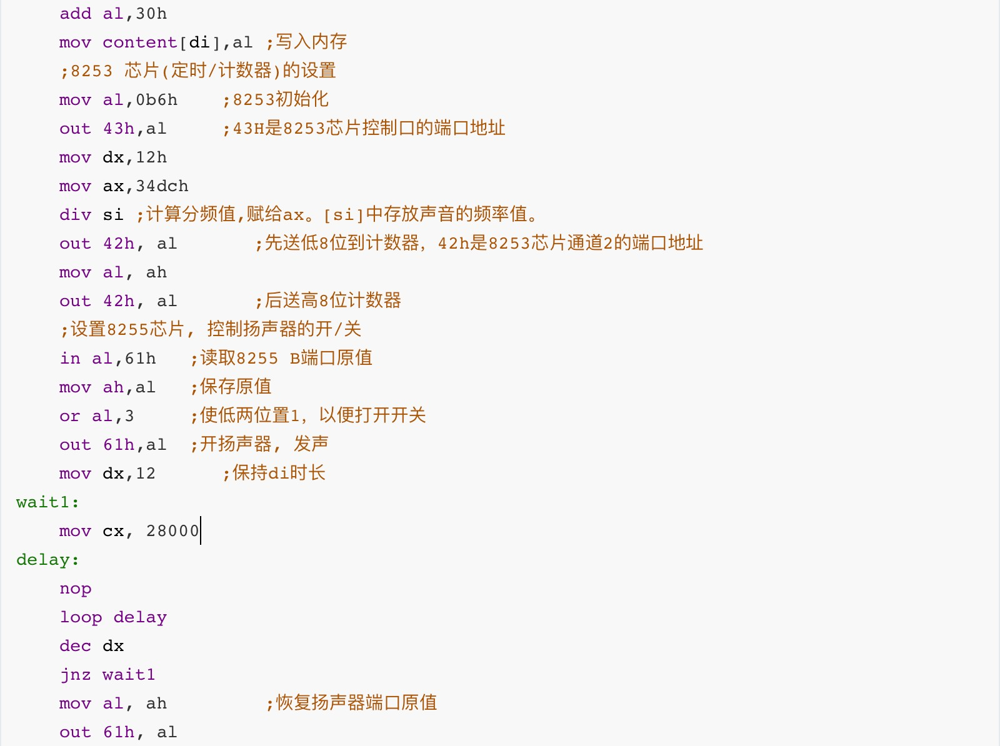 add al,30h
mov content[di],al ;写入内存
;8253 芯片(定时/计数器)的设置
mov al,0b6h    ;8253初始化
out 43h,al     ;43H是8253芯片控制口的端口地址
mov dx,12h
mov ax,34dch
div si ;计算分频值,赋给ax。[si]中存放声音的频率值。
out 42h, al       ;先送低8位到计数器，42h是8253芯片通道2的端口地址
mov al, ah
out 42h, al       ;后送高8位计数器
;设置8255芯片, 控制扬声器的开/关
in al,61h   ;读取8255 B端口原值
mov ah,al   ;保存原值
or al,3     ;使低两位置1，以便打开开关
out 61h,al  ;开扬声器, 发声
mov dx,12      ;保持di时长
wait1:
mov cx, 28000
delay:
nop
loop delay
dec dx
jnz wait1
mov al, ah         ;恢复扬声器端口原值
out 61h, al